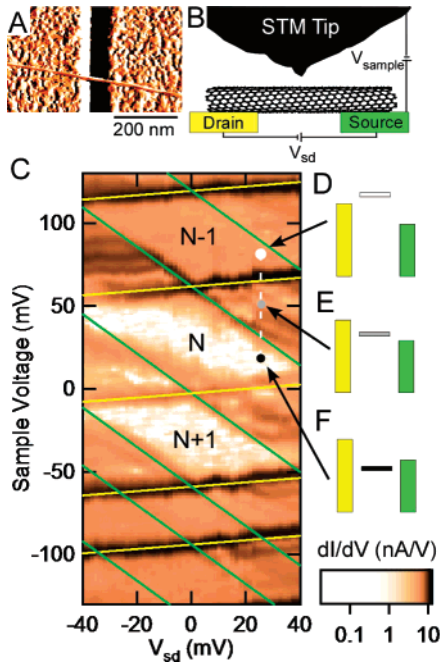 A
200 nm
B
STM Tip
V_sample
Drain
Source
V_sd
C
Sample Voltage (mV)
100
50
0
-50
-100
N-1
N
N+1
-40
-20
0
20
40
V_sd (mV)
D
E
F
dI/dV (nA/V)
0.1
1
10